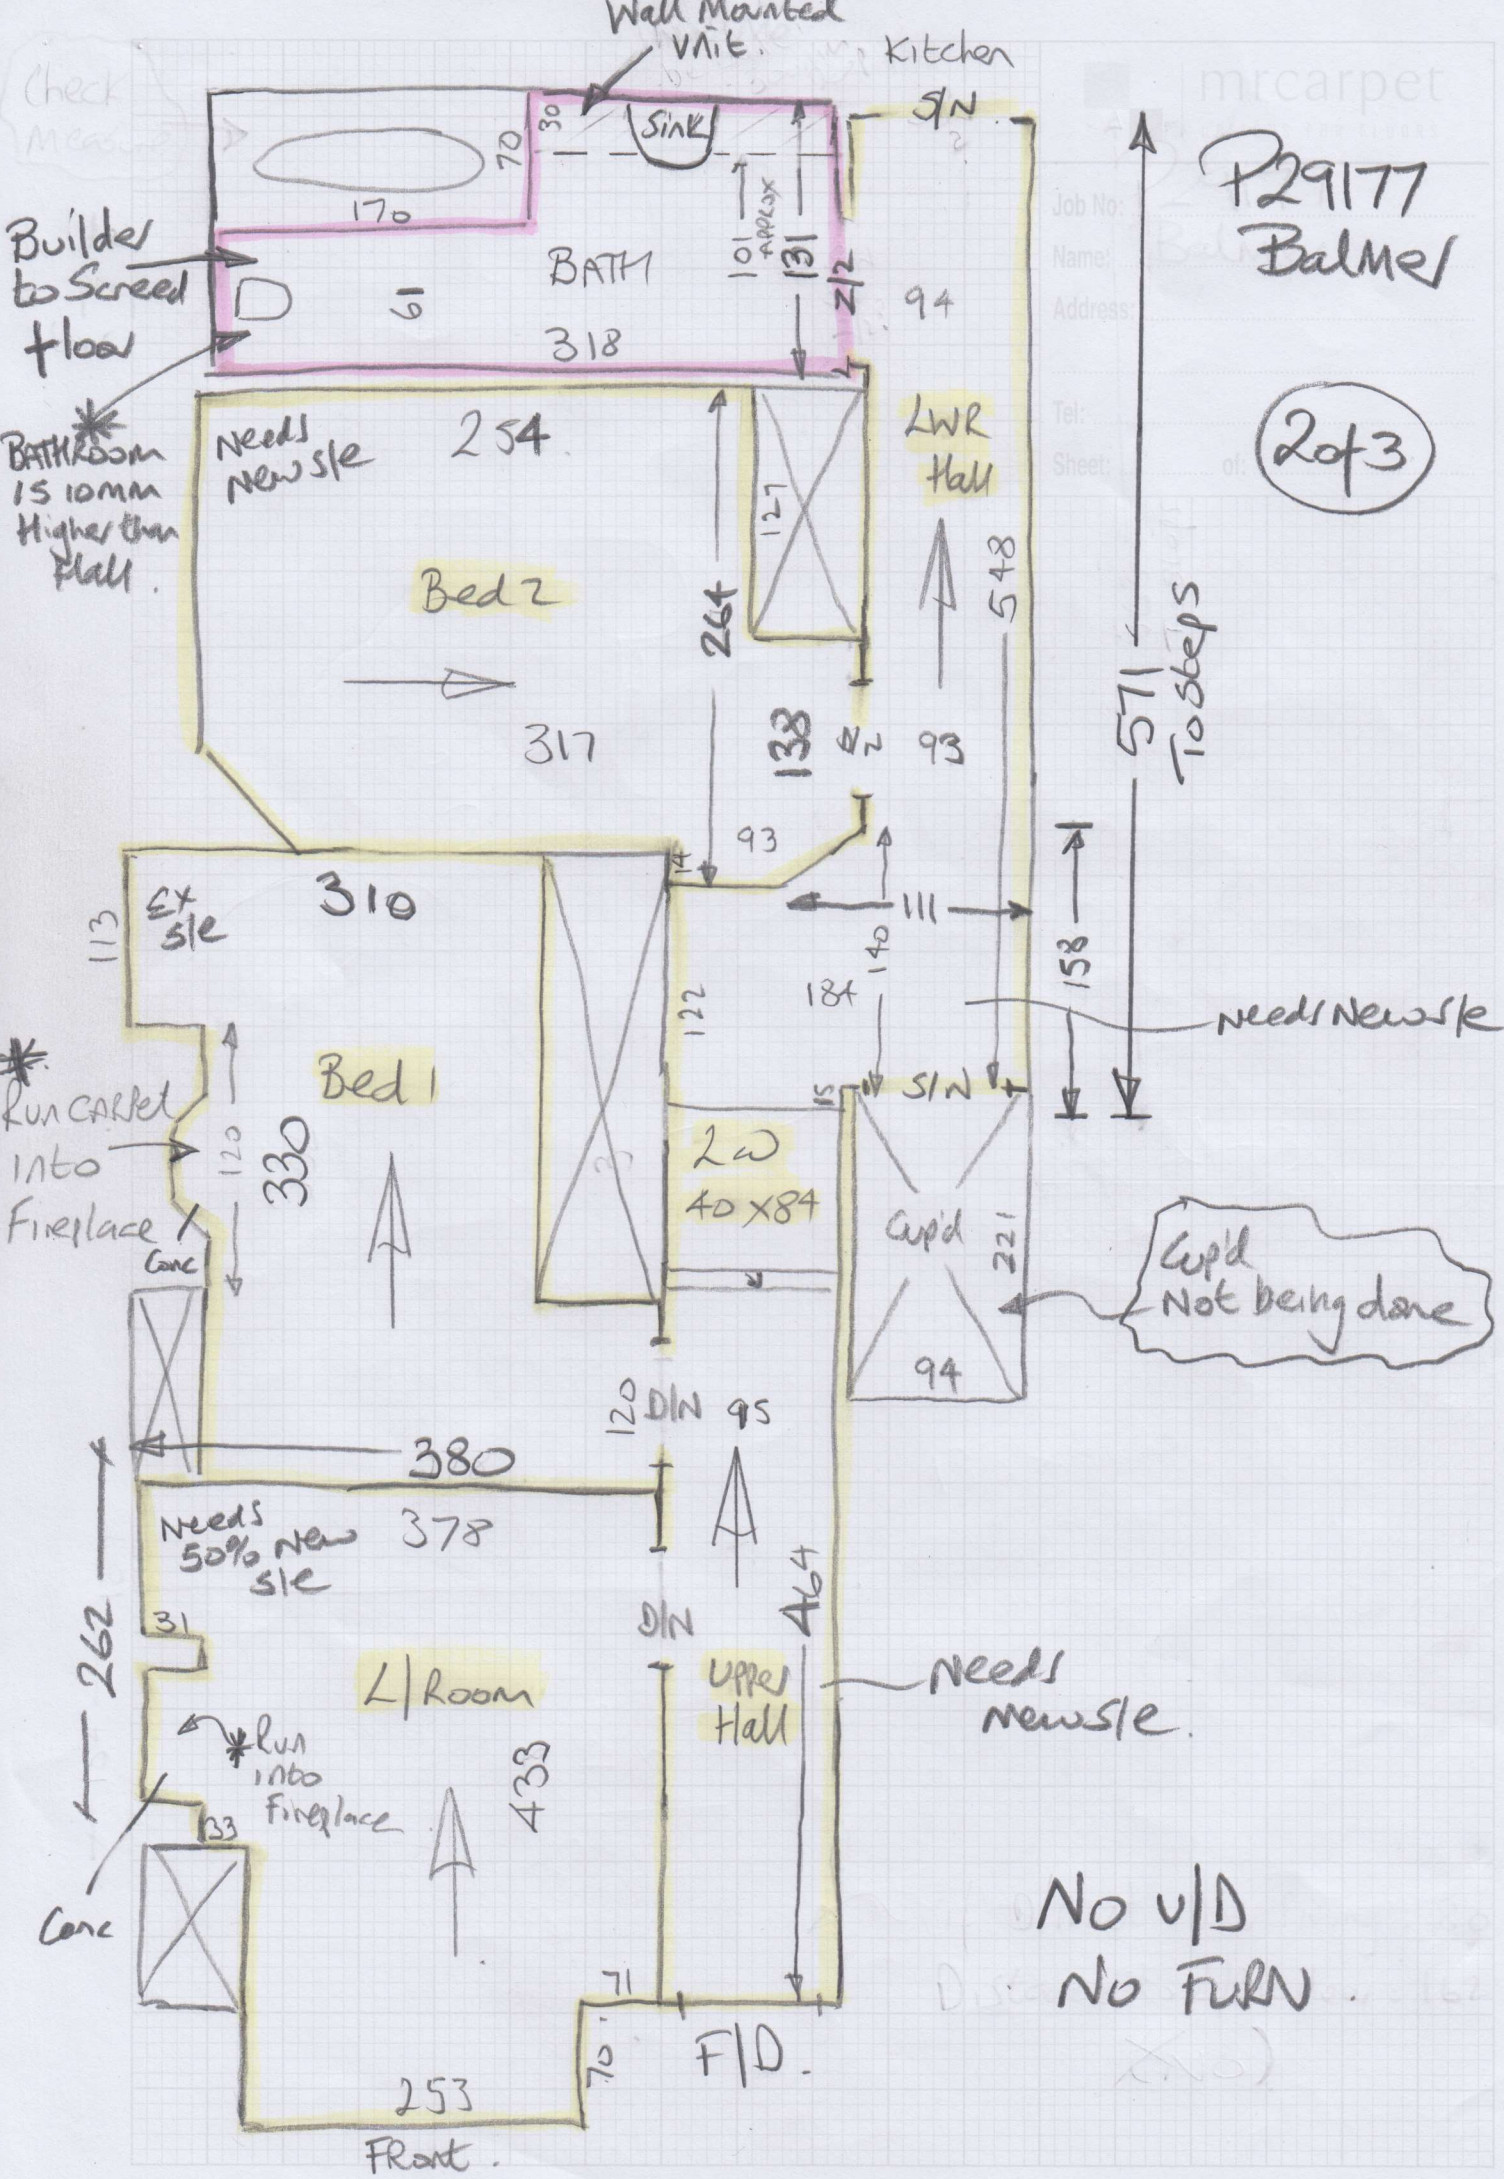 Wall Mounted
unit.
Kitchen
S/N
mrcarpet
Check
Measure
P29177
Balmer
Job No:
Name:
Address:
Tel:
Sheet: of:
2 of 3
30
Sink
70
170
101
APPROX
131
212
BATH
61
318
94
Builder
to Screed
floor
*
BATHROOM
IS 10mm
Higher than
Hall.
Needs
New s/e
254
127
LWR
Hall
Bed 2
264
548
571
To Steps
317
138
93
93
14
310
EX
s/e
113
111
140
158
184
122
Needs New s/e
*
Run CARPET
into
Fireplace
Conc
120
330
Bed 1
15
S/N
LW
40 x 84
Cup'd
221
94
Cup'd
Not being done
120
D/N
95
380
378
Needs
50% New
s/e
262
31
D/N
464
L/Room
Upper
Hall
Needs
New s/e.
* Run
into
Fireplace
433
33
Conc
71
70
F/D.
No U/D
No FURN.
253
FRont.